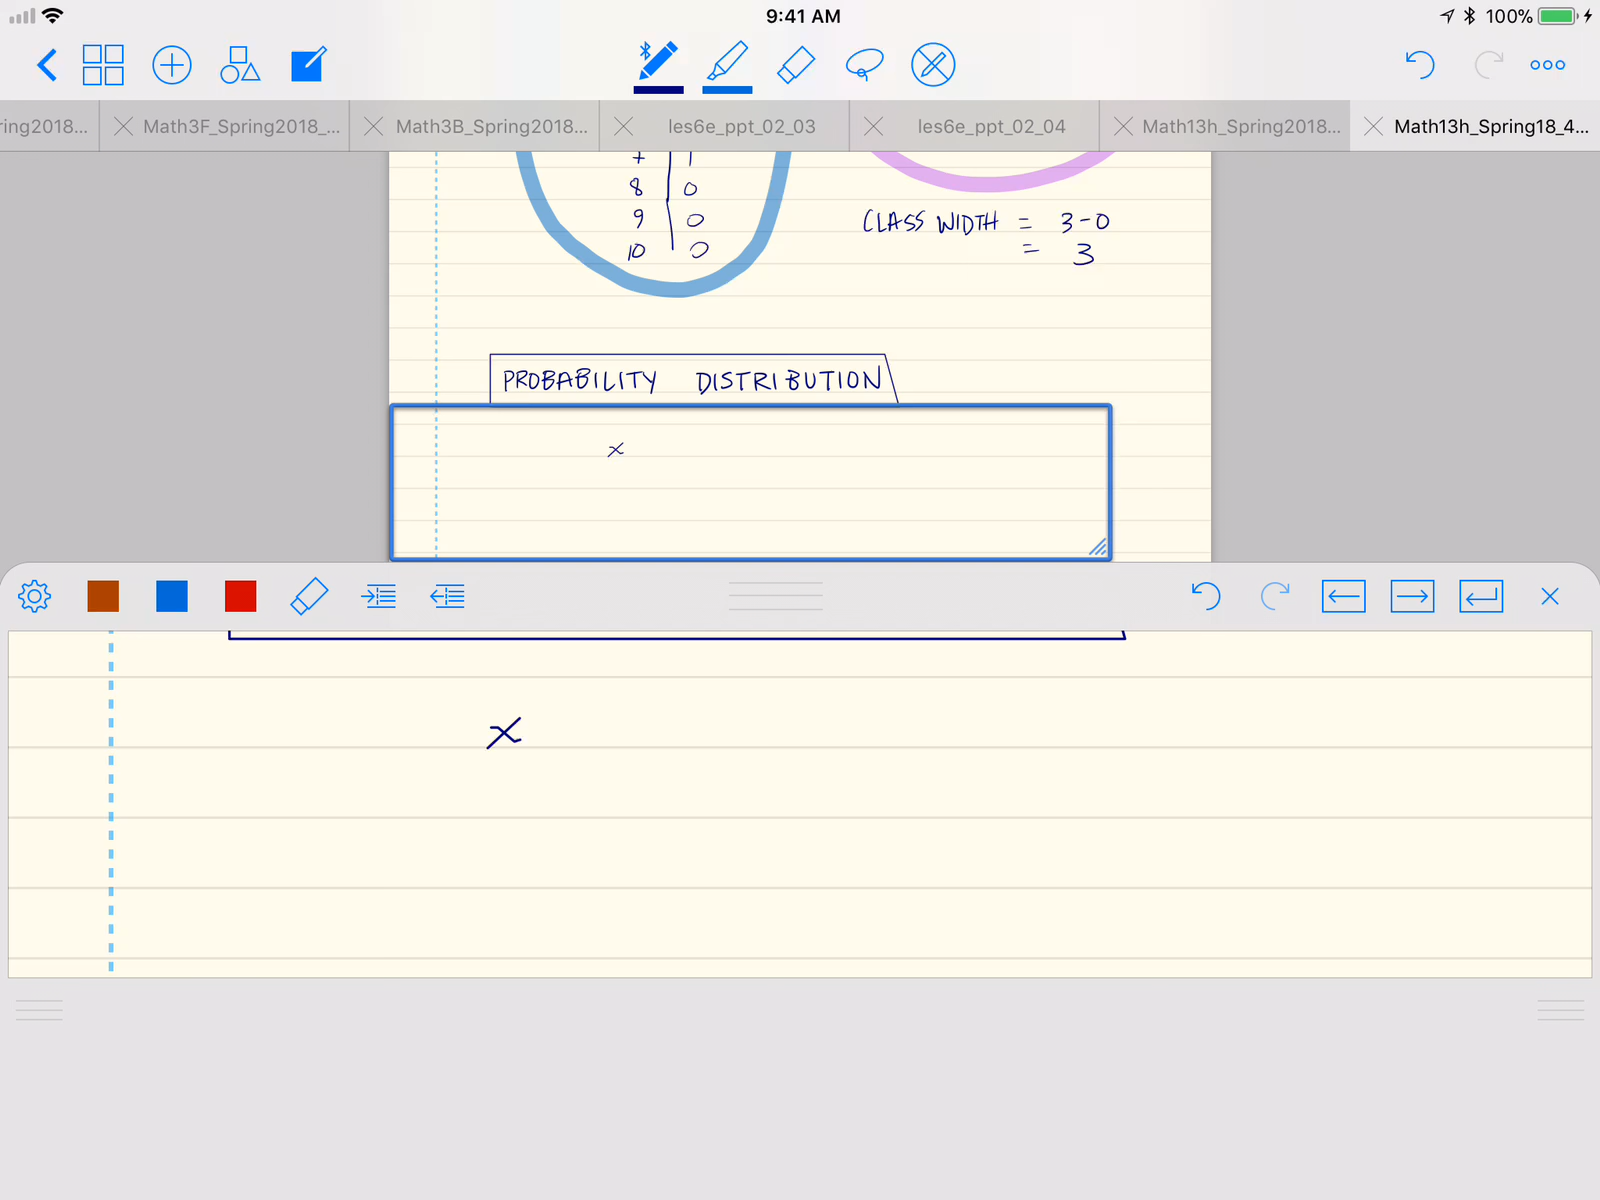 9:41 AM
100%
ring2018...
Math3F_Spring2018_...
Math3B_Spring2018...
les6e_ppt_02_03
les6e_ppt_02_04
Math13h_Spring2018...
Math13h_Spring18_4...
8 0
9 0
10 0
CLASS WIDTH = 3-0
= 3
PROBABILITY DISTRIBUTION
x
x